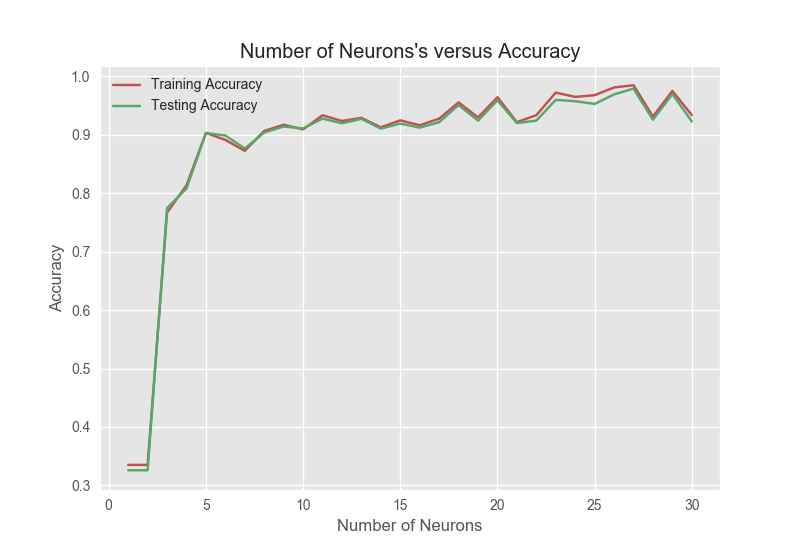 Number of Neurons's versus Accuracy
Training Accuracy
Testing Accuracy
1.0
0.9
0.8
0.7
0.6
0.5
0.4
0.3
Accuracy
0 5 10 15 20 25 30
Number of Neurons